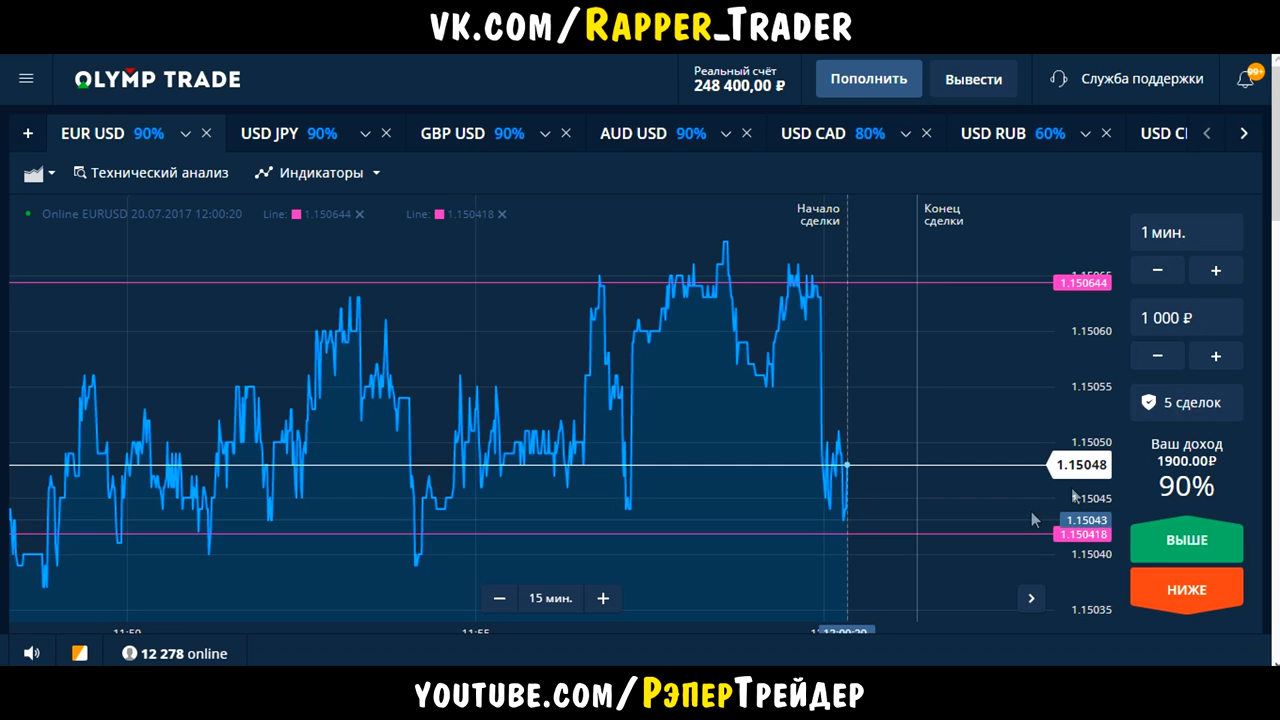 VK.COM/RAPPER_TRADER
OLYMP TRADE
Реальный счёт
248 400,00 ₽
Пополнить
Вывести
Служба поддержки
99+
EUR USD 90%
USD JPY 90%
GBP USD 90%
AUD USD 90%
USD CAD 80%
USD RUB 60%
Технический анализ
Индикаторы
Online EURUSD 20.07.2017 12:00:20
Line: 1.150644
Line: 1.150418
Начало
сделки
Конец
сделки
1 мин.
1.15065
1.150644
1 000 ₽
1.15060
1.15055
5 сделок
1.15050
Ваш доход
1900.00₽
90%
1.15048
1.15045
1.15043
1.150418
1.15040
ВЫШЕ
НИЖЕ
15 мин.
1.15035
11:50
11:55
12:00:20
12 278 online
YOUTUBE.COM/РЭПЕРТРЕЙДЕР